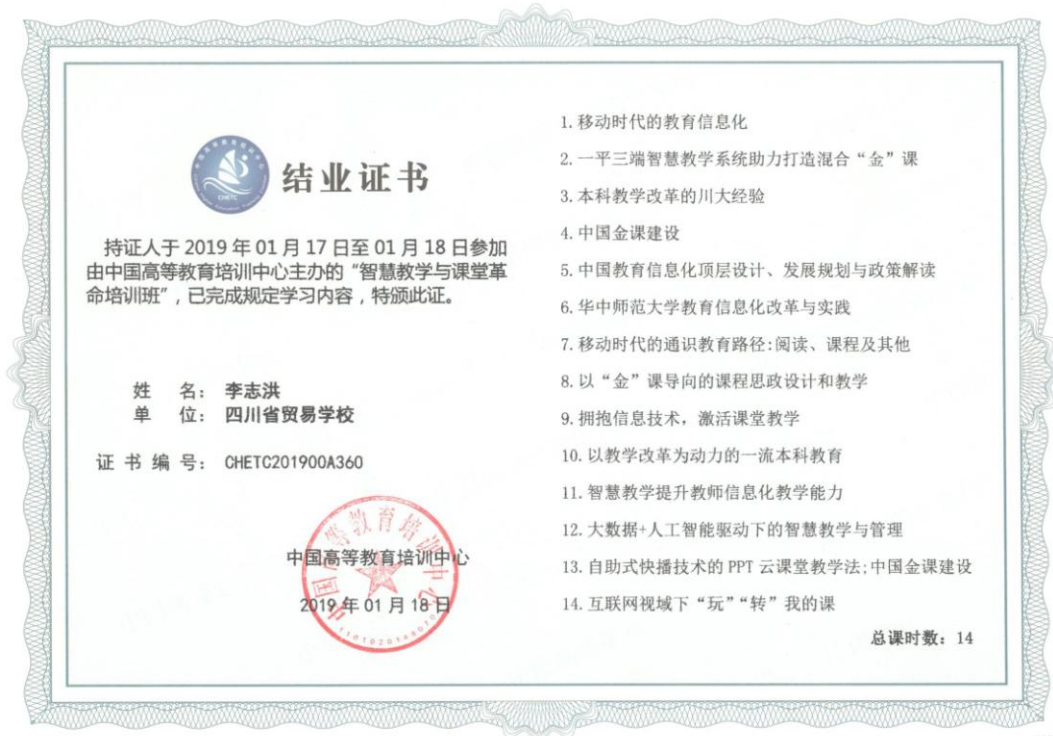 CHETC
结业证书
持证人于 2019 年 01 月 17 日至 01 月 18 日参加
由中国高等教育培训中心主办的“智慧教学与课堂革
命培训班”，已完成规定学习内容，特颁此证。
姓 名： 李志洪
单 位： 四川省贸易学校
证 书 编 号： CHETC201900A360
中国高等教育培训中心
中国高等教育培训中心
2019 年 01 月 18 日
1. 移动时代的教育信息化
2. 一平三端智慧教学系统助力打造混合“金”课
3. 本科教学改革的川大经验
4. 中国金课建设
5. 中国教育信息化顶层设计、发展规划与政策解读
6. 华中师范大学教育信息化改革与实践
7. 移动时代的通识教育路径:阅读、课程及其他
8. 以“金”课导向的课程思政设计和教学
9. 拥抱信息技术，激活课堂教学
10. 以教学改革为动力的一流本科教育
11. 智慧教学提升教师信息化教学能力
12. 大数据+人工智能驱动下的智慧教学与管理
13. 自助式快播技术的 PPT 云课堂教学法;中国金课建设
14. 互联网视域下“玩”“转”我的课
总课时数：14